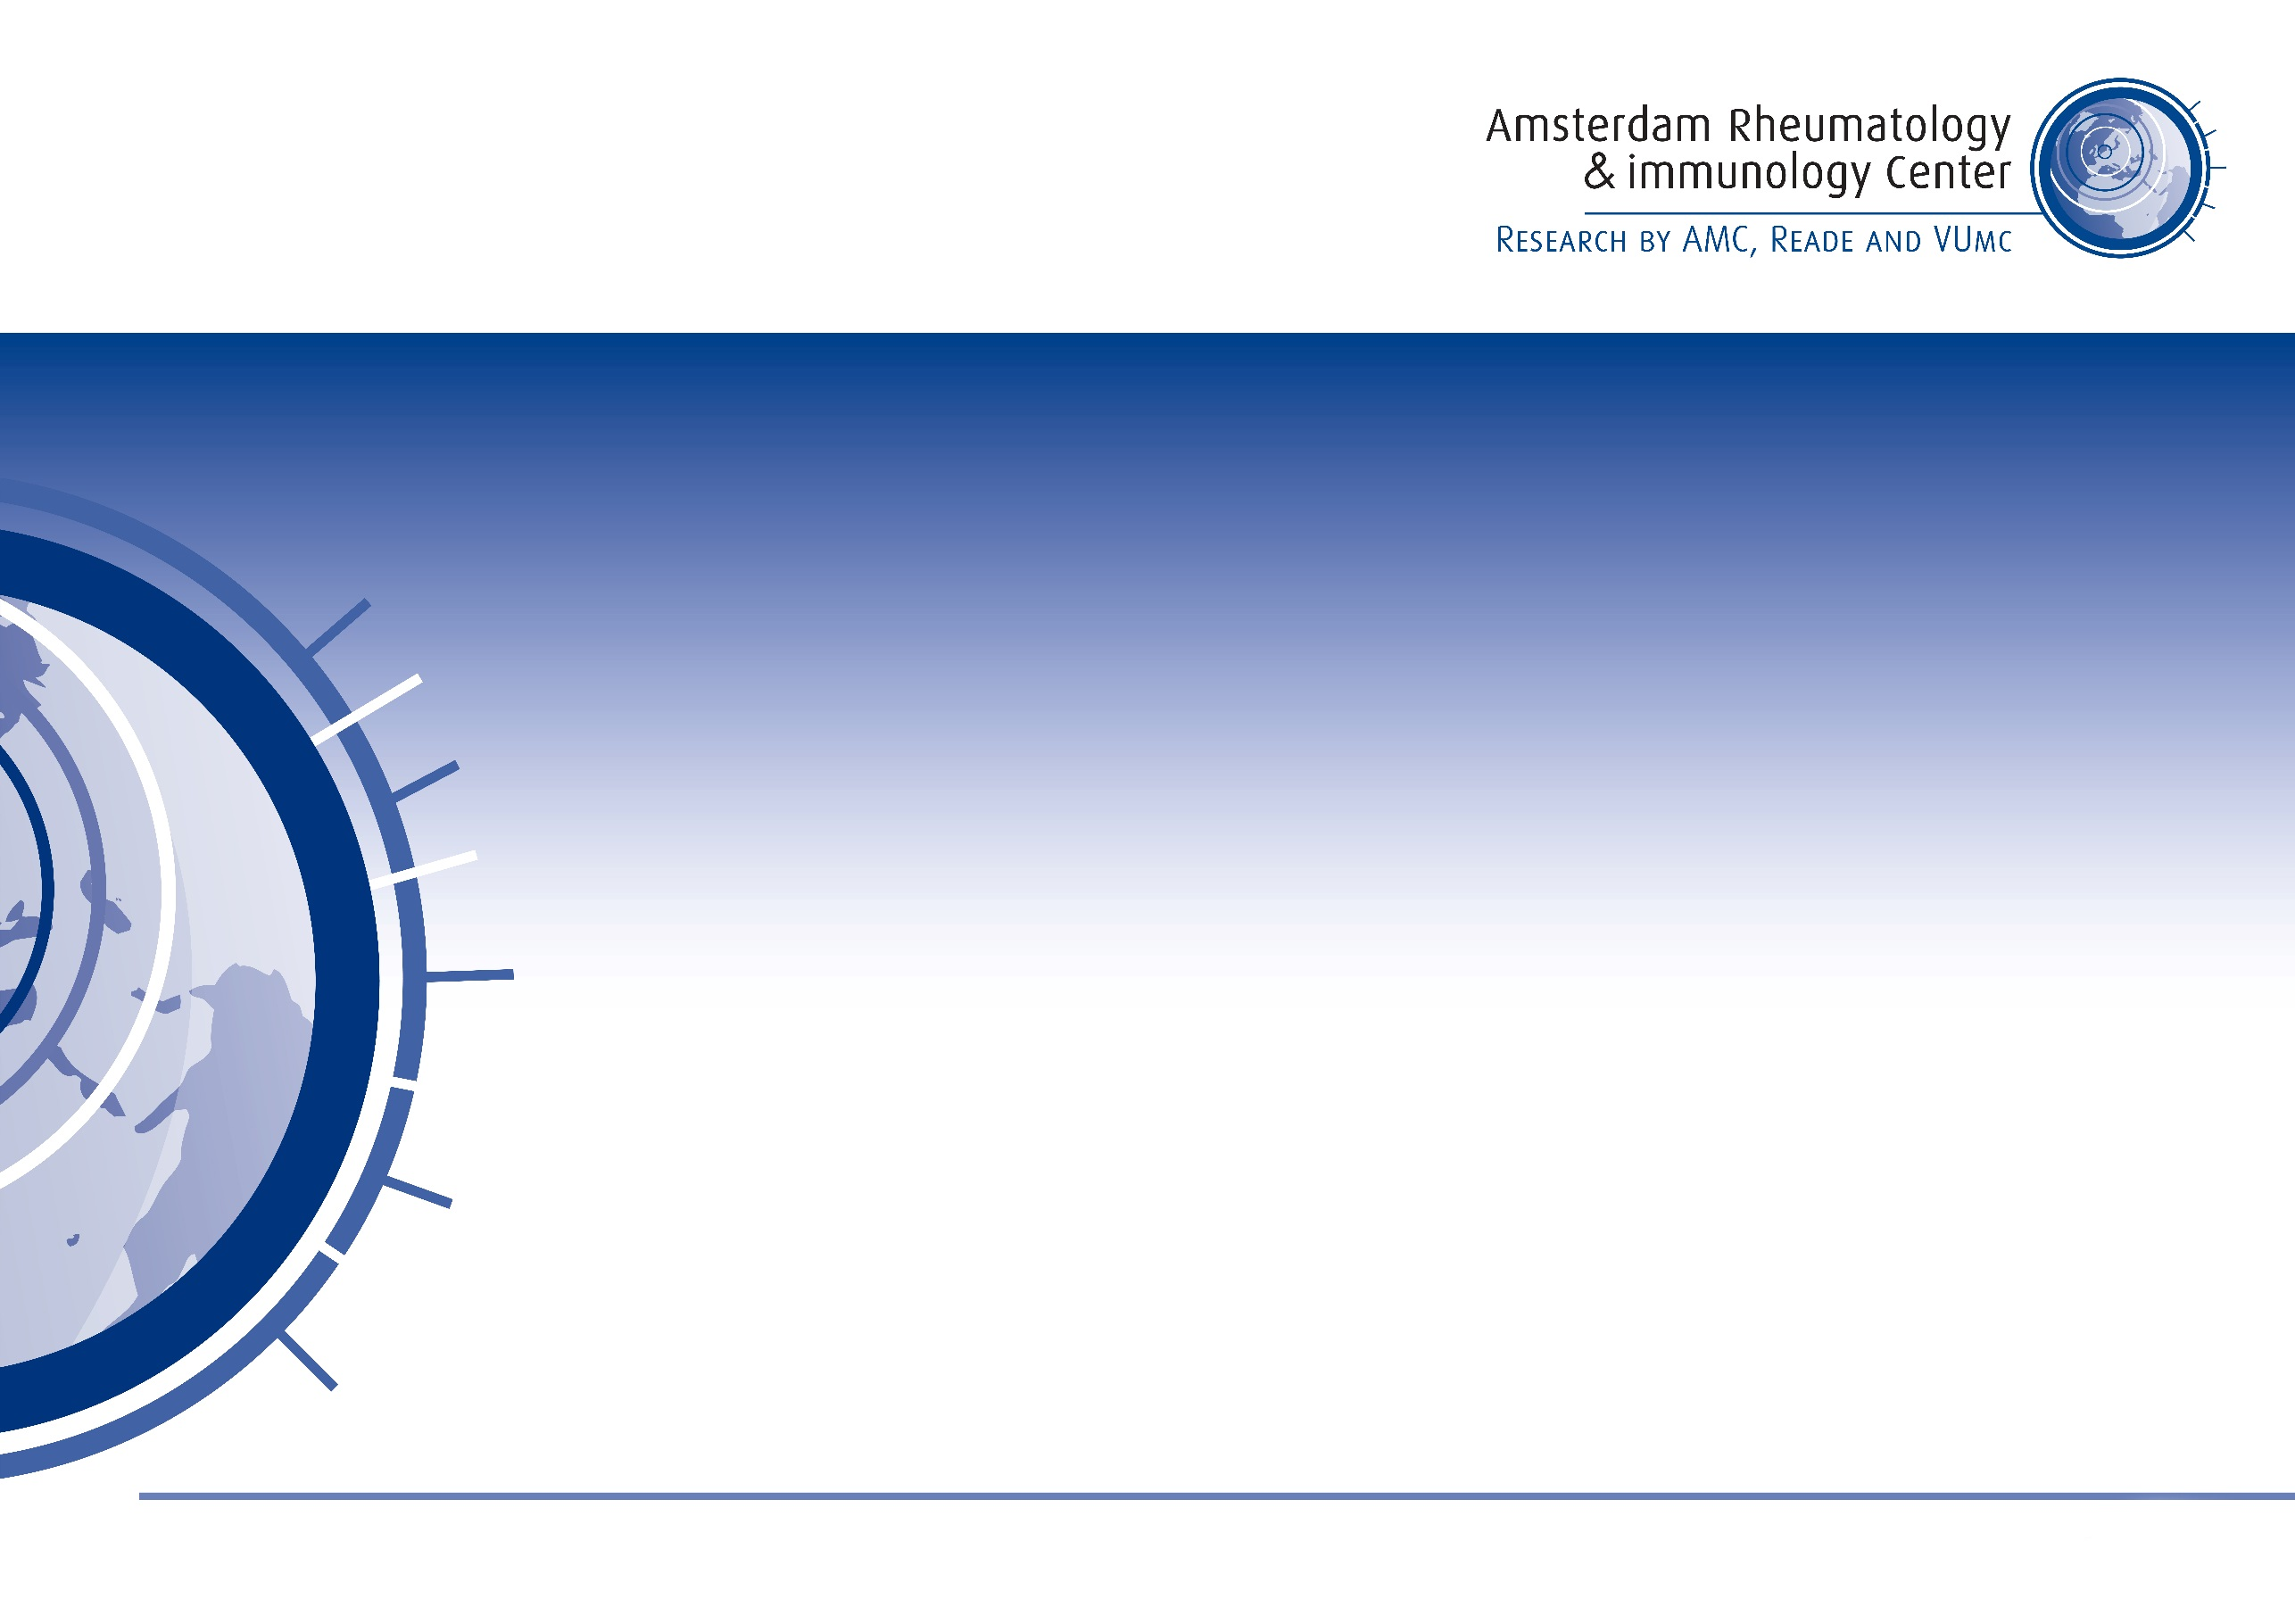 Amsterdam Rheumatology
& immunology Center
Research by AMC, Reade and VUmc